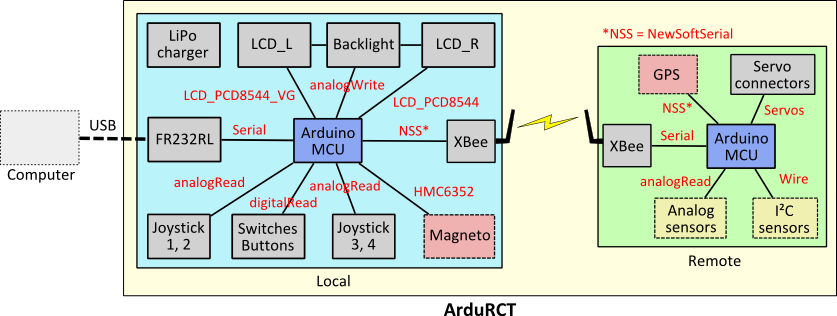 *NSS = NewSoftSerial
LiPo
charger
LCD_L
Backlight
LCD_R
GPS
Servo
connectors
analogWrite
LCD_PCD8544_VG
LCD_PCD8544
NSS*
Servos
USB
FR232RL
Serial
Arduino
MCU
NSS*
XBee
XBee
Serial
Arduino
MCU
Computer
analogRead
analogRead
HMC6352
analogRead
Wire
digitalRead
Joystick
1, 2
Switches
Buttons
Joystick
3, 4
Magneto
Analog
sensors
I²C
sensors
Local
Remote
ArduRCT